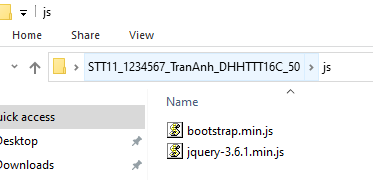 js
Share View
STT11_1234567_TranAnh_DHHTTT16C_50 js
uick access
Desktop
Downloads
Name
bootstrap.min.js
jquery-3.6.1.min.js